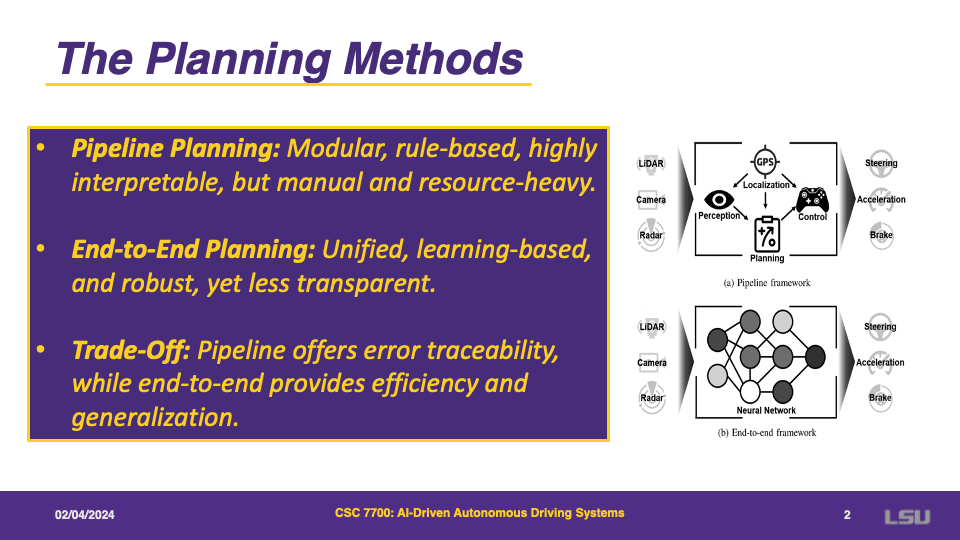 The Planning Methods
• Pipeline Planning: Modular, rule-based, highly
interpretable, but manual and resource-heavy.
• End-to-End Planning: Unified, learning-based,
and robust, yet less transparent.
• Trade-Off: Pipeline offers error traceability,
while end-to-end provides efficiency and
generalization.
LiDAR
Camera
Radar
GPS
Localization
Perception
Control
Planning
Steering
Acceleration
Brake
(a) Pipeline framework
LiDAR
Camera
Radar
Neural Network
Steering
Acceleration
Brake
(b) End-to-end framework
02/04/2024
CSC 7700: AI-Driven Autonomous Driving Systems
2
LSU